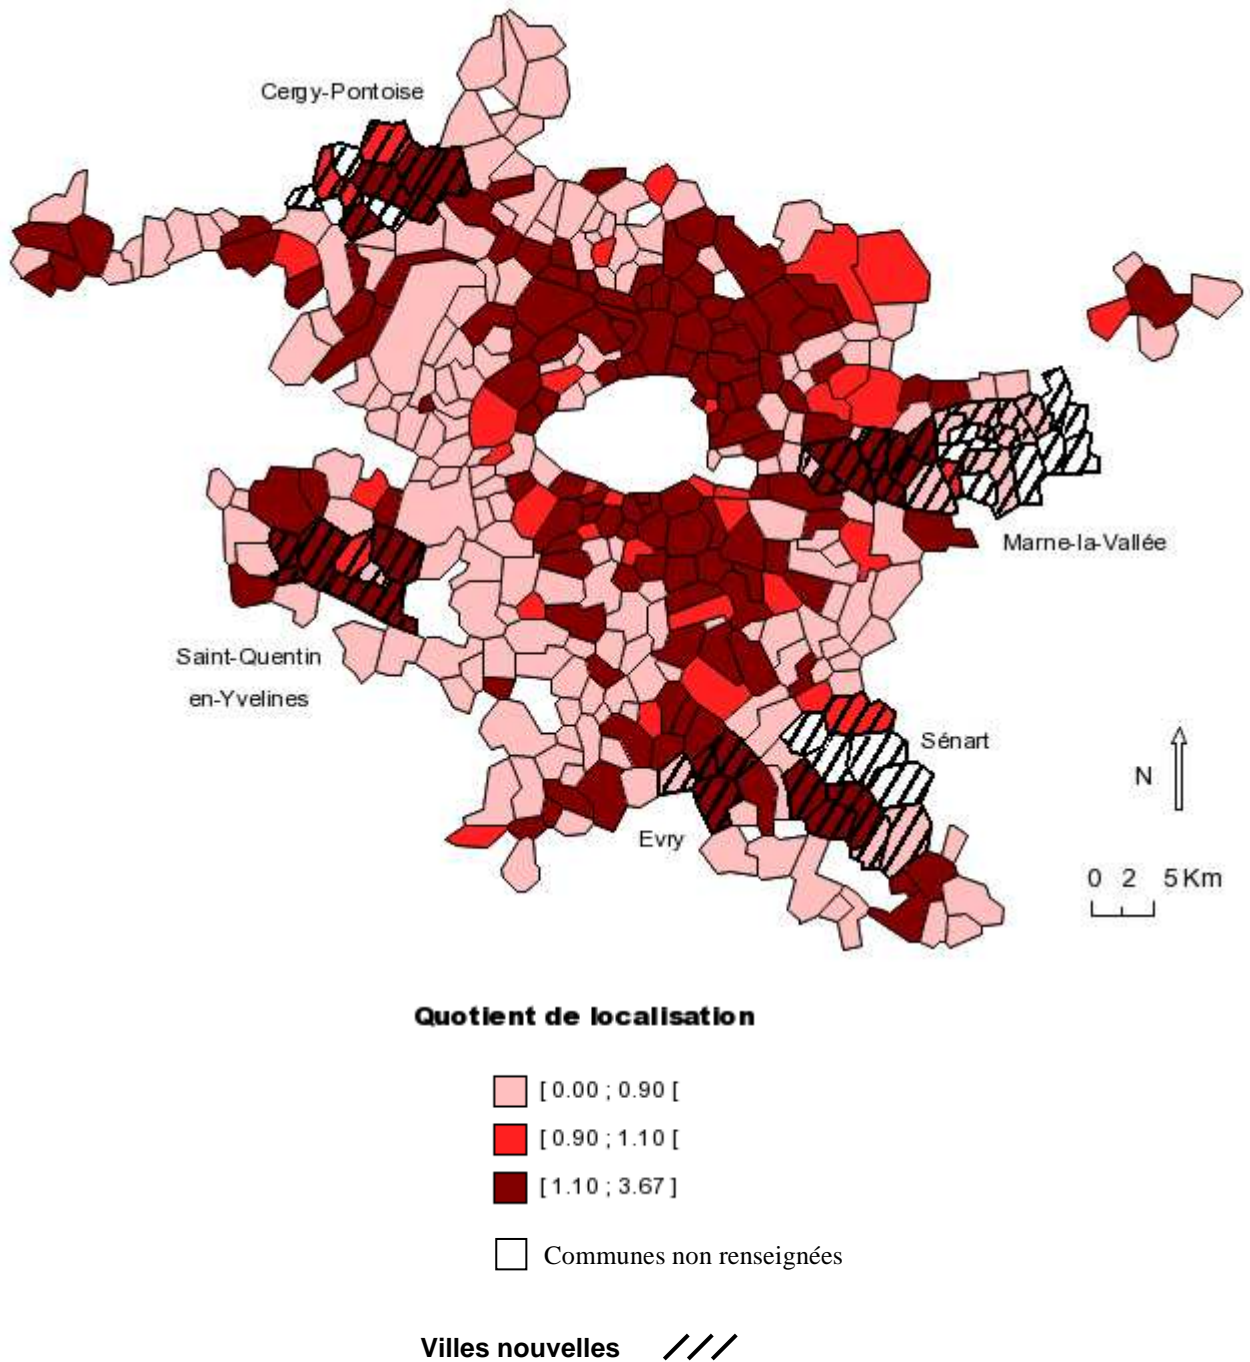 Cergy-Pontoise
Marne-la-Vallée
Saint-Quentin
en-Yvelines
Sénart
N
Evry
0 2 5 Km
Quotient de localisation
[ 0.00 ; 0.90 [
[ 0.90 ; 1.10 [
[ 1.10 ; 3.67 ]
Communes non renseignées
Villes nouvelles